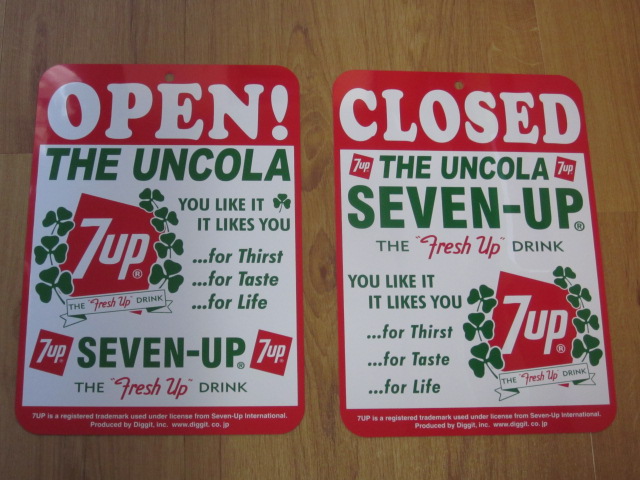 OPEN!
THE UNCOLA
YOU LIKE IT
IT LIKES YOU
7up®
...for Thirst
...for Taste
...for Life
THE "Fresh Up" DRINK
7up SEVEN-UP® 7up
THE "Fresh Up" DRINK
7UP is a registered trademark used under license from Seven-Up International.
Produced by Diggit, inc. www.diggit. co. jp
CLOSED
7up THE UNCOLA 7up
SEVEN-UP®
THE "Fresh Up" DRINK
YOU LIKE IT
IT LIKES YOU
...for Thirst
...for Taste
...for Life
7up®
THE "Fresh Up" DRINK
7UP is a registered trademark used under license from Seven-Up International.
Produced by Diggit, inc. www.diggit. co. jp